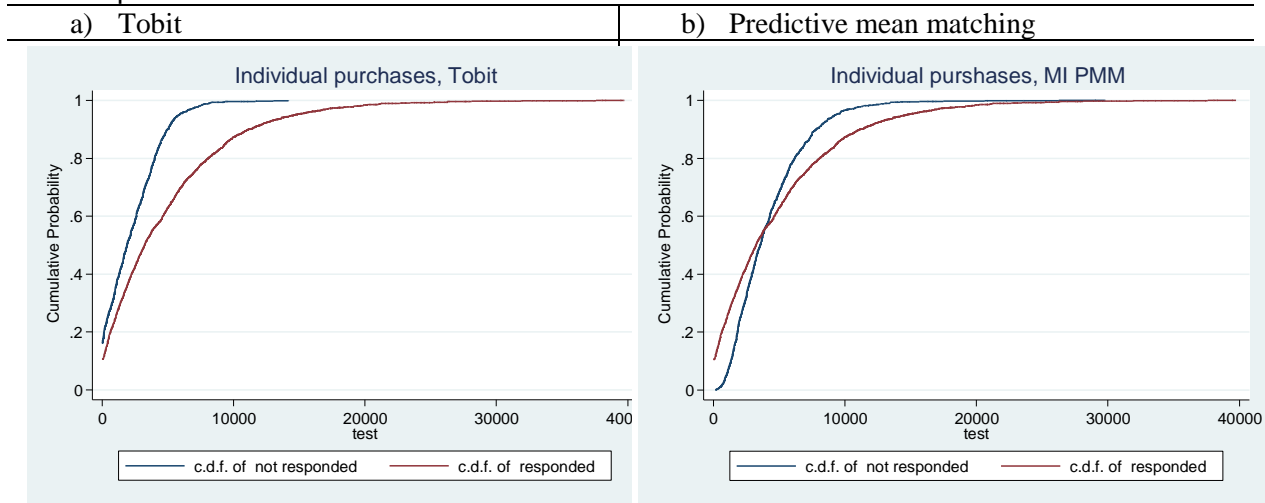 a) Tobit
b) Predictive mean matching
Individual purchases, Tobit
Cumulative Probability
1
.8
.6
.4
.2
0
0 10000 20000 30000 4000
test
c.d.f. of not responded c.d.f. of responded
Individual purshases, MI PMM
Cumulative Probability
1
.8
.6
.4
.2
0
0 10000 20000 30000 40000
test
c.d.f. of not responded c.d.f. of responded